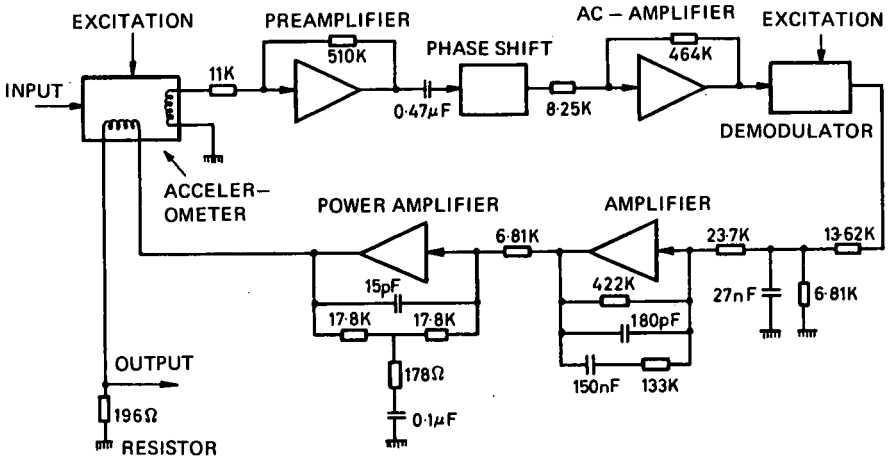 EXCITATION
PREAMPLIFIER
AC – AMPLIFIER
EXCITATION
510K
PHASE SHIFT
464K
INPUT
11K
0·47μF
8·25K
DEMODULATOR
ACCELER–
OMETER
POWER AMPLIFIER
AMPLIFIER
6·81K
23·7K
13·62K
15pF
422K
27nF
6·81K
17·8K
17·8K
180pF
OUTPUT
178Ω
150nF
133K
196Ω
0·1μF
RESISTOR